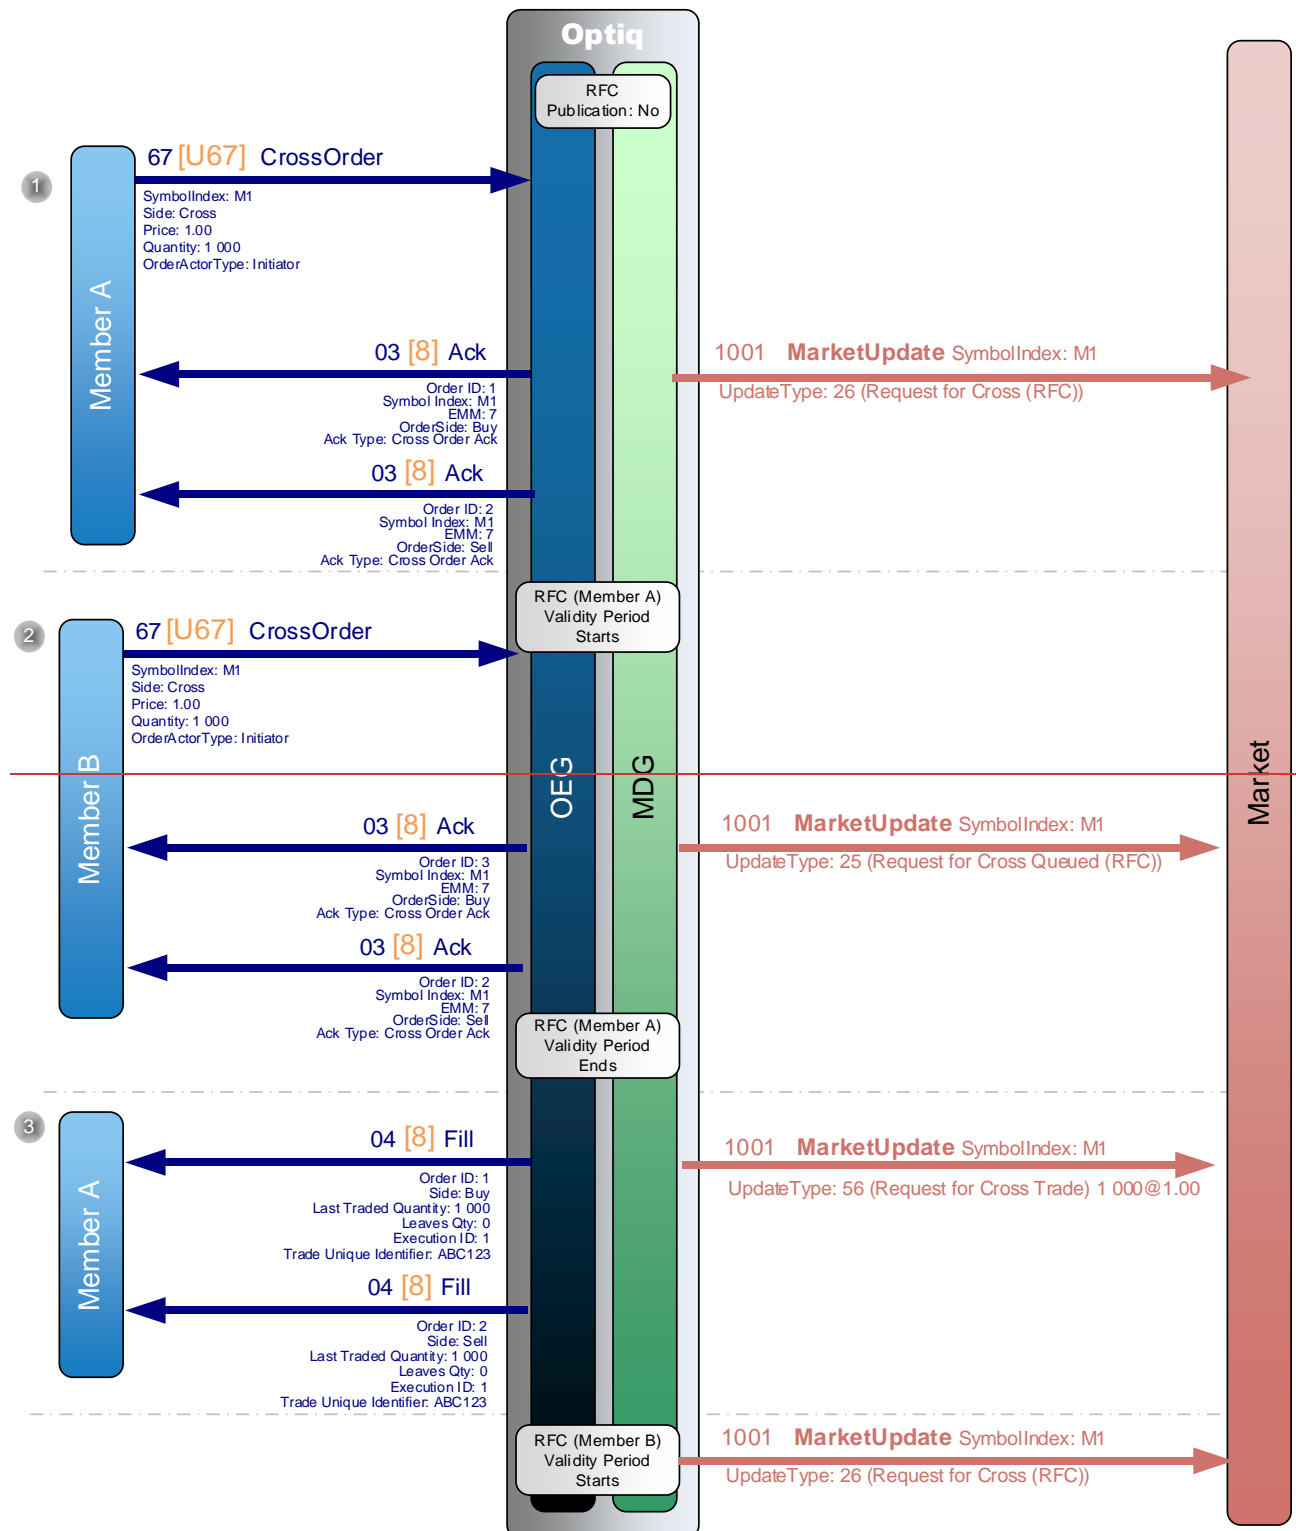 Optiq
RFC
Publication: No
1
67 [U67] CrossOrder
SymbolIndex: M1
Side: Cross
Price: 1.00
Quantity: 1 000
OrderActorType: Initiator
Member A
03 [8] Ack
Order ID: 1
Symbol Index: M1
EMM: 7
OrderSide: Buy
Ack Type: Cross Order Ack
1001 MarketUpdate SymbolIndex: M1
UpdateType: 26 (Request for Cross (RFC))
03 [8] Ack
Order ID: 2
Symbol Index: M1
EMM: 7
OrderSide: Sell
Ack Type: Cross Order Ack
RFC (Member A)
Validity Period
Starts
2
67 [U67] CrossOrder
SymbolIndex: M1
Side: Cross
Price: 1.00
Quantity: 1 000
OrderActorType: Initiator
Member B
OEG
MDG
Market
03 [8] Ack
Order ID: 3
Symbol Index: M1
EMM: 7
OrderSide: Buy
Ack Type: Cross Order Ack
1001 MarketUpdate SymbolIndex: M1
UpdateType: 25 (Request for Cross Queued (RFC))
03 [8] Ack
Order ID: 2
Symbol Index: M1
EMM: 7
OrderSide: Sell
Ack Type: Cross Order Ack
RFC (Member A)
Validity Period
Ends
3
Member A
04 [8] Fill
Order ID: 1
Side: Buy
Last Traded Quantity: 1 000
Leaves Qty: 0
Execution ID: 1
Trade Unique Identifier: ABC123
1001 MarketUpdate SymbolIndex: M1
UpdateType: 56 (Request for Cross Trade) 1 000@1.00
04 [8] Fill
Order ID: 2
Side: Sell
Last Traded Quantity: 1 000
Leaves Qty: 0
Execution ID: 1
Trade Unique Identifier: ABC123
RFC (Member B)
Validity Period
Starts
1001 MarketUpdate SymbolIndex: M1
UpdateType: 26 (Request for Cross (RFC))